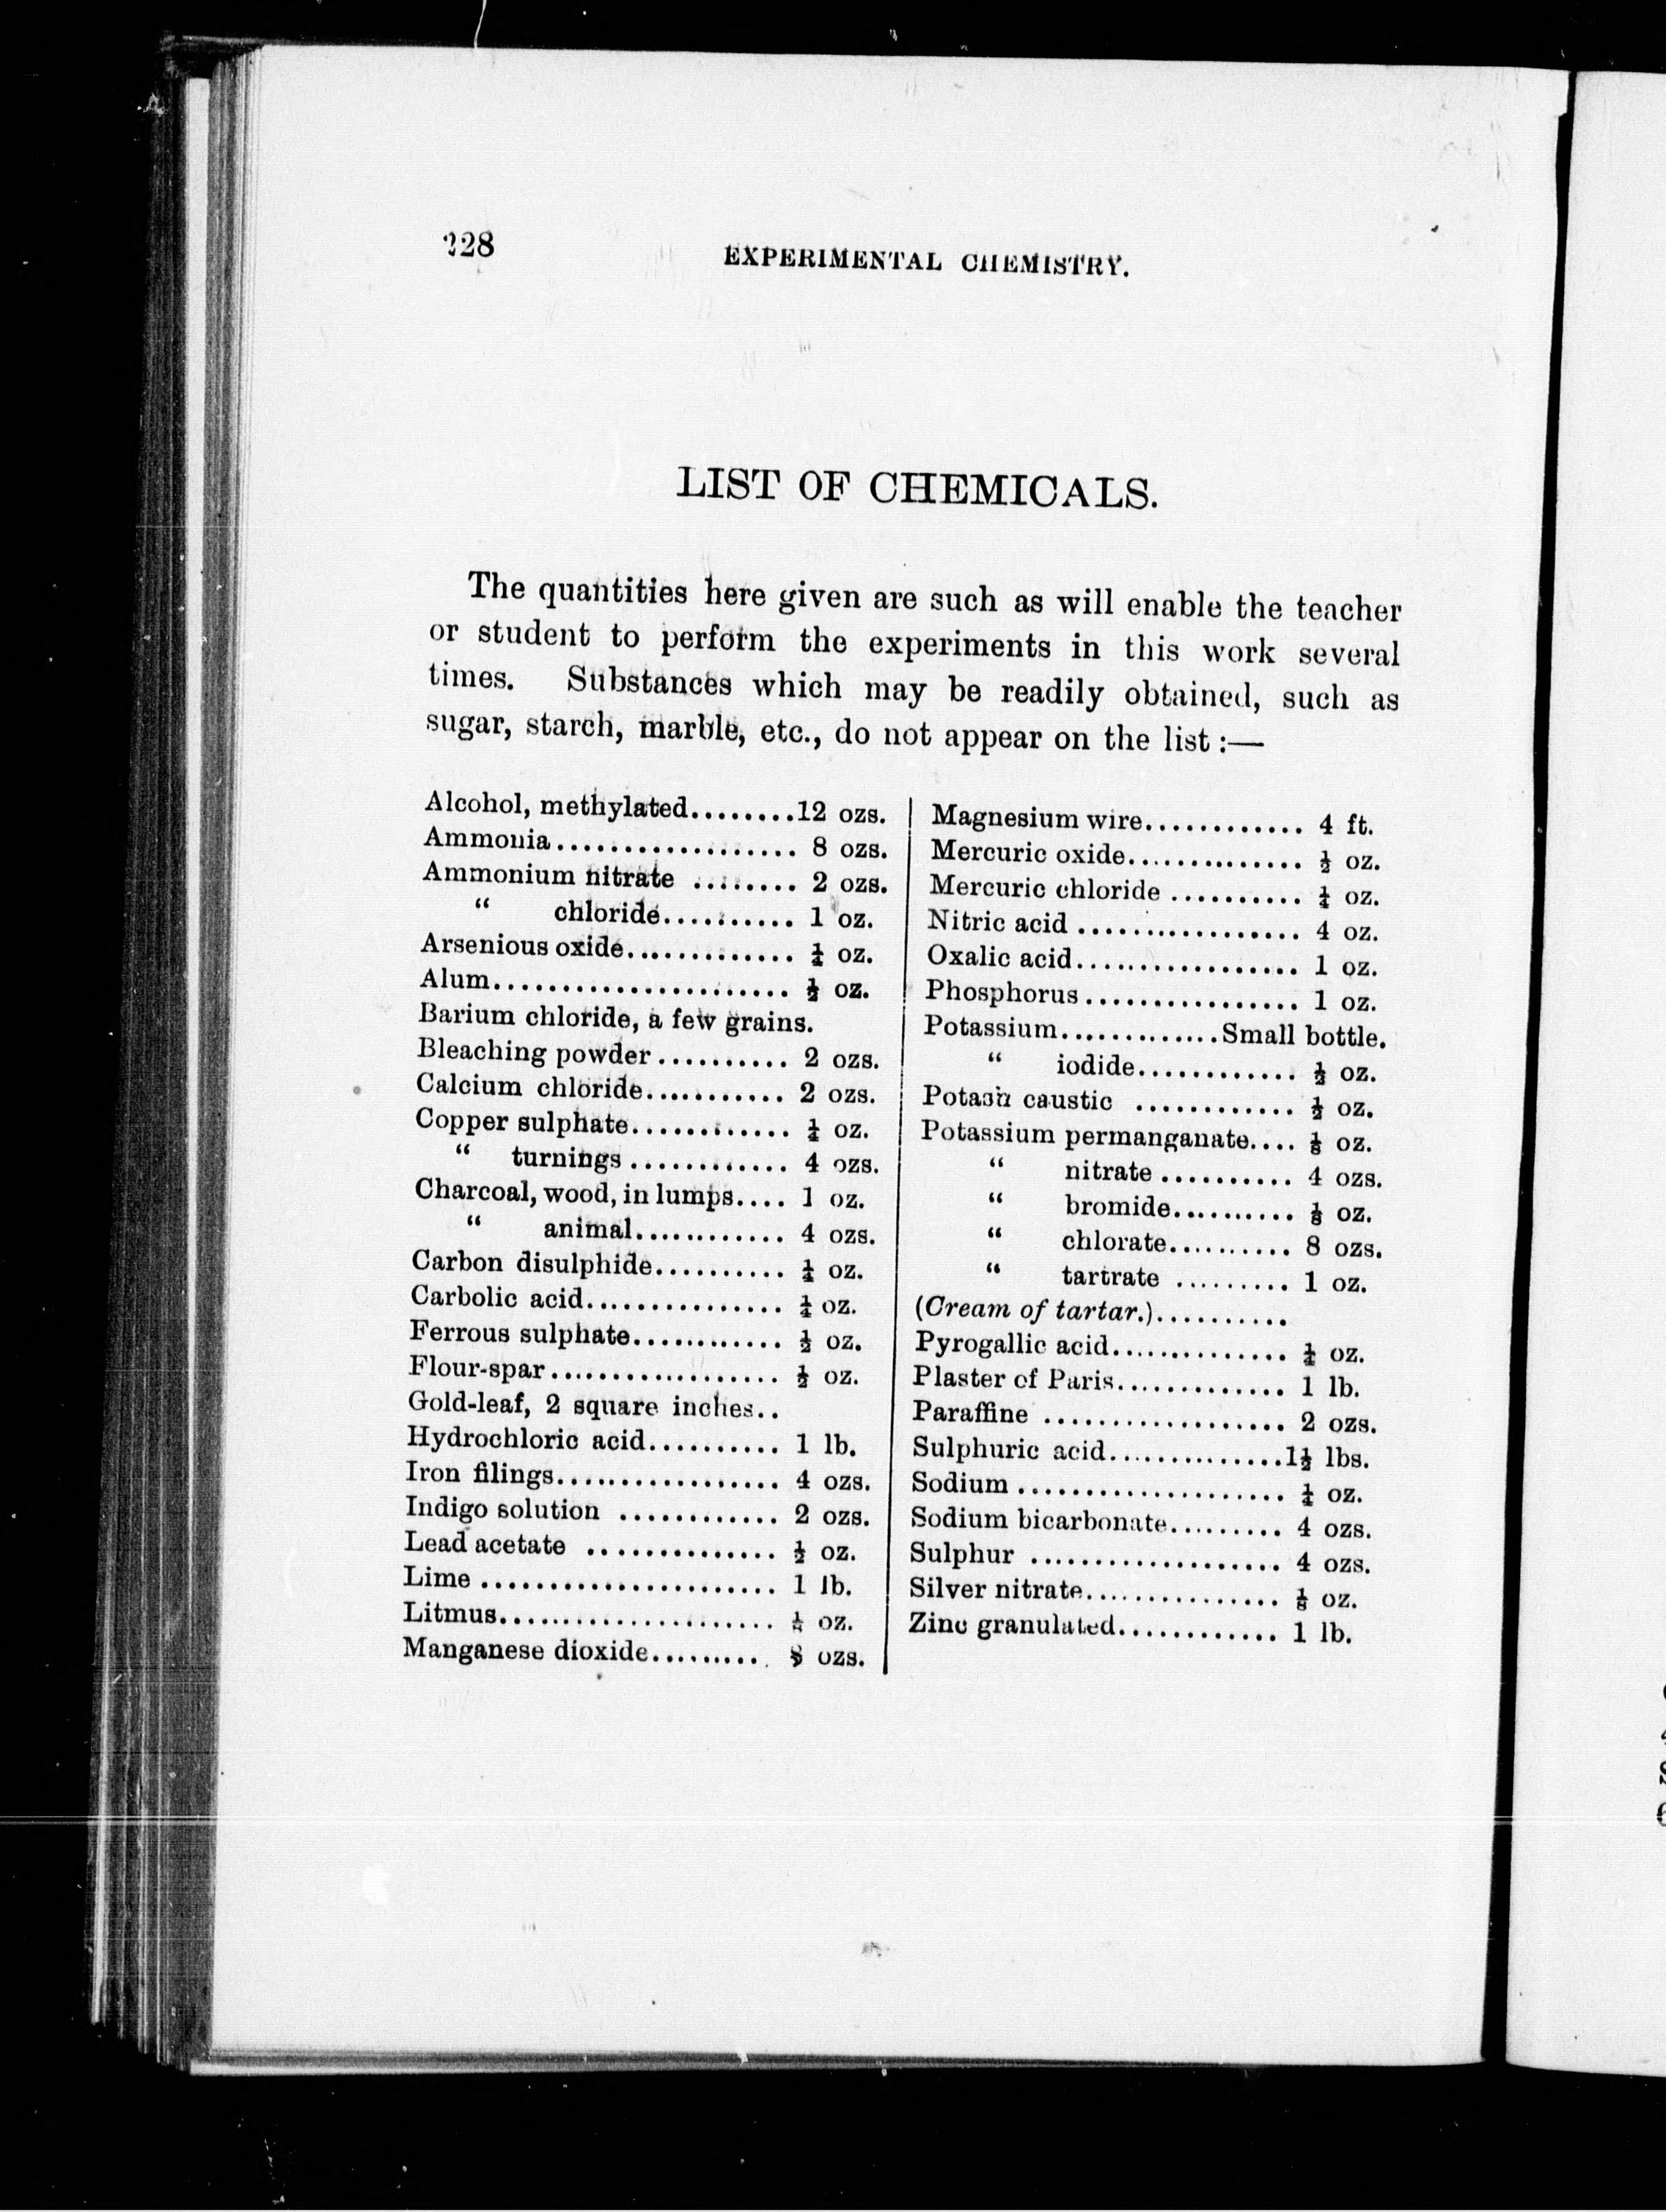 228
EXPERIMENTAL CHEMISTRY.
LIST OF CHEMICALS.
The quantities here given are such as will enable the teacher
or student to perform the experiments in this work several
times. Substances which may be readily obtained, such as
sugar, starch, marble, etc., do not appear on the list :—
Alcohol, methylated........12 ozs.
Ammonia.................. 8 ozs.
Ammonium nitrate ........ 2 ozs.
“ chloride.......... 1 oz.
Arsenious oxide............. ¼ oz.
Alum...................... ½ oz.
Barium chloride, a few grains.
Bleaching powder.......... 2 ozs.
Calcium chloride........... 2 ozs.
Copper sulphate............ ¼ oz.
“ turnings............ 4 ozs.
Charcoal, wood, in lumps.... 1 oz.
“ animal........... 4 ozs.
Carbon disulphide.......... ¼ oz.
Carbolic acid............... ¼ oz.
Ferrous sulphate............ ½ oz.
Flour-spar................. ½ oz.
Gold-leaf, 2 square inches..
Hydrochloric acid.......... 1 lb.
Iron filings................. 4 ozs.
Indigo solution ............ 2 ozs.
Lead acetate .............. ½ oz.
Lime ...................... 1 lb.
Litmus..................... oz.
Manganese dioxide......... ozs.
Magnesium wire............ 4 ft.
Mercuric oxide............. ½ oz.
Mercuric chloride .......... ¼ oz.
Nitric acid ................. 4 oz.
Oxalic acid................. 1 oz.
Phosphorus................ 1 oz.
Potassium............Small bottle.
“ iodide............ ½ oz.
Potash caustic ............ ½ oz.
Potassium permanganate.... ⅛ oz.
“ nitrate .......... 4 ozs.
“ bromide.......... ⅛ oz.
“ chlorate.......... 8 ozs.
“ tartrate ......... 1 oz.
(Cream of tartar.)..........
Pyrogallic acid............. ¼ oz.
Plaster of Paris............. 1 lb.
Paraffine .................. 2 ozs.
Sulphuric acid.............1½ lbs.
Sodium .................... ¼ oz.
Sodium bicarbonate......... 4 ozs.
Sulphur ................... 4 ozs.
Silver nitrate............... ⅛ oz.
Zinc granulated............ 1 lb.